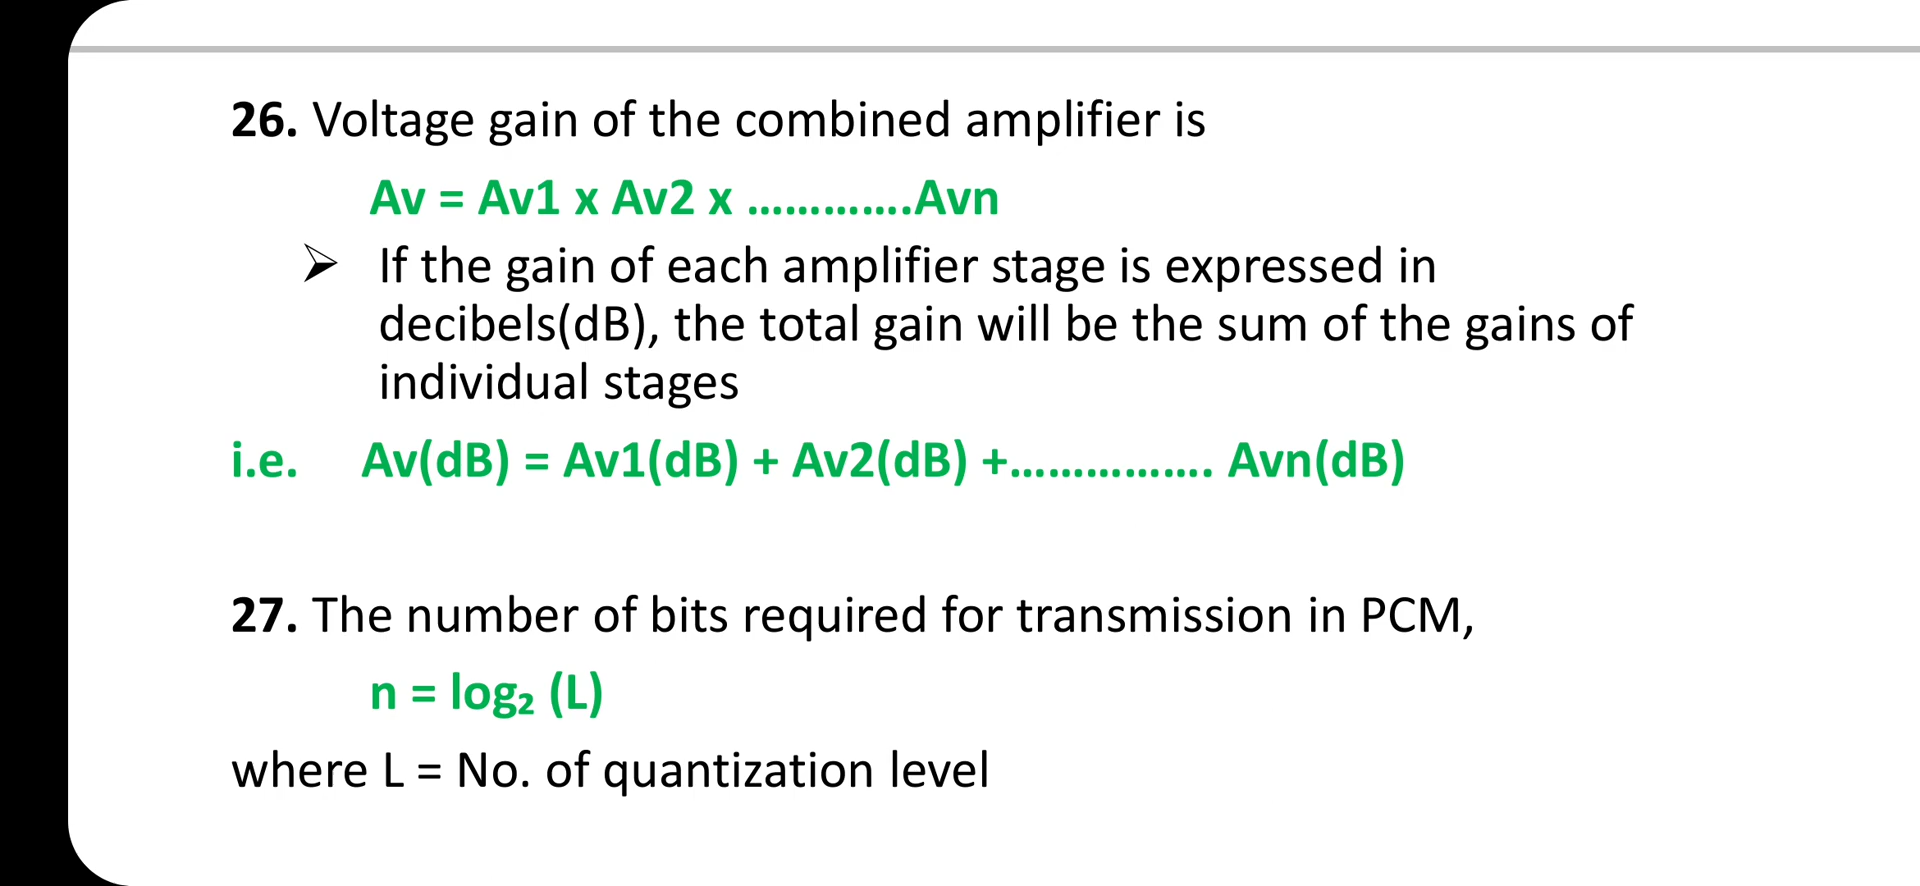 26. Voltage gain of the combined amplifier is
Av = Av1 x Av2 x .............Avn
➢ If the gain of each amplifier stage is expressed in
decibels(dB), the total gain will be the sum of the gains of
individual stages
i.e. Av(dB) = Av1(dB) + Av2(dB) +................ Avn(dB)
27. The number of bits required for transmission in PCM,
n = log₂ (L)
where L = No. of quantization level